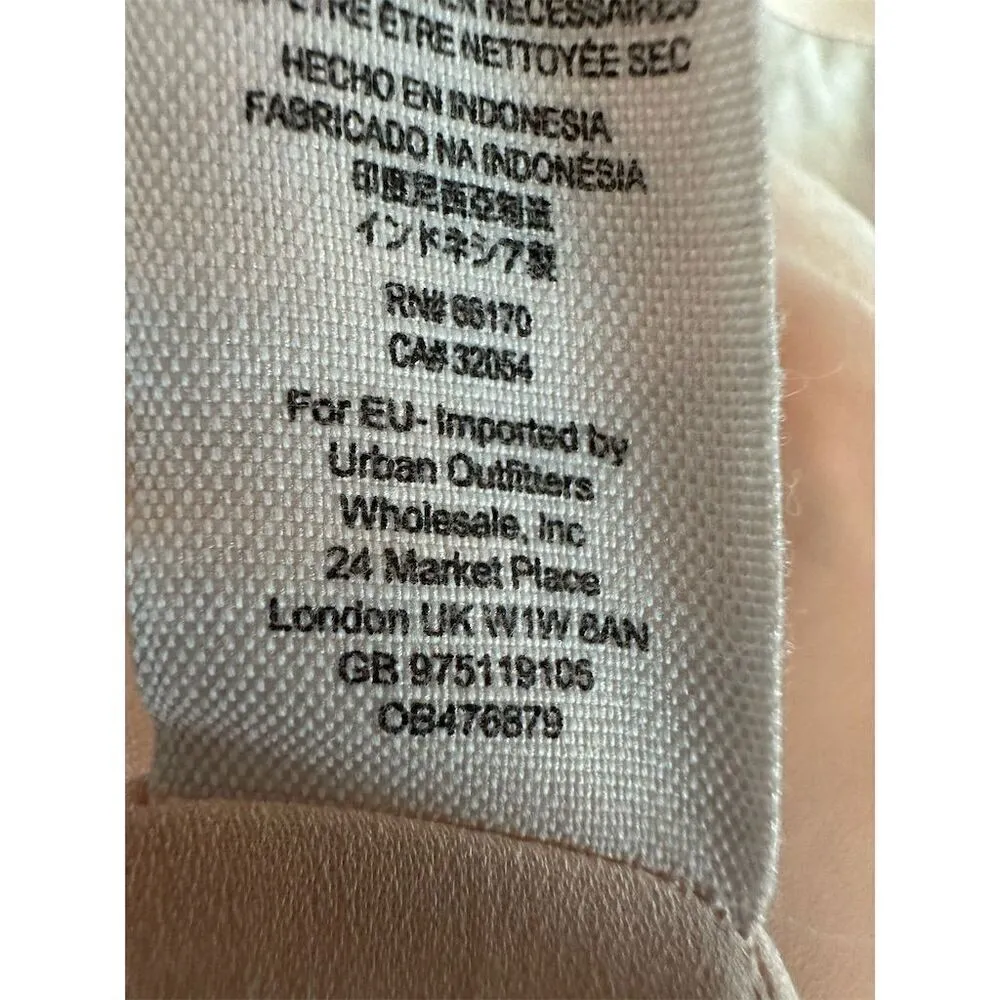 NECESSAIRES
ÊTRE NETTOYÉE SEC
HECHO EN INDONESIA
FABRICADO NA INDONÉSIA
印度尼西亞製造
インドネシア製
RN# 66170
CA# 32054
For EU- Imported by
Urban Outfitters
Wholesale, Inc
24 Market Place
London UK W1W 8AN
GB 975119106
OB476879